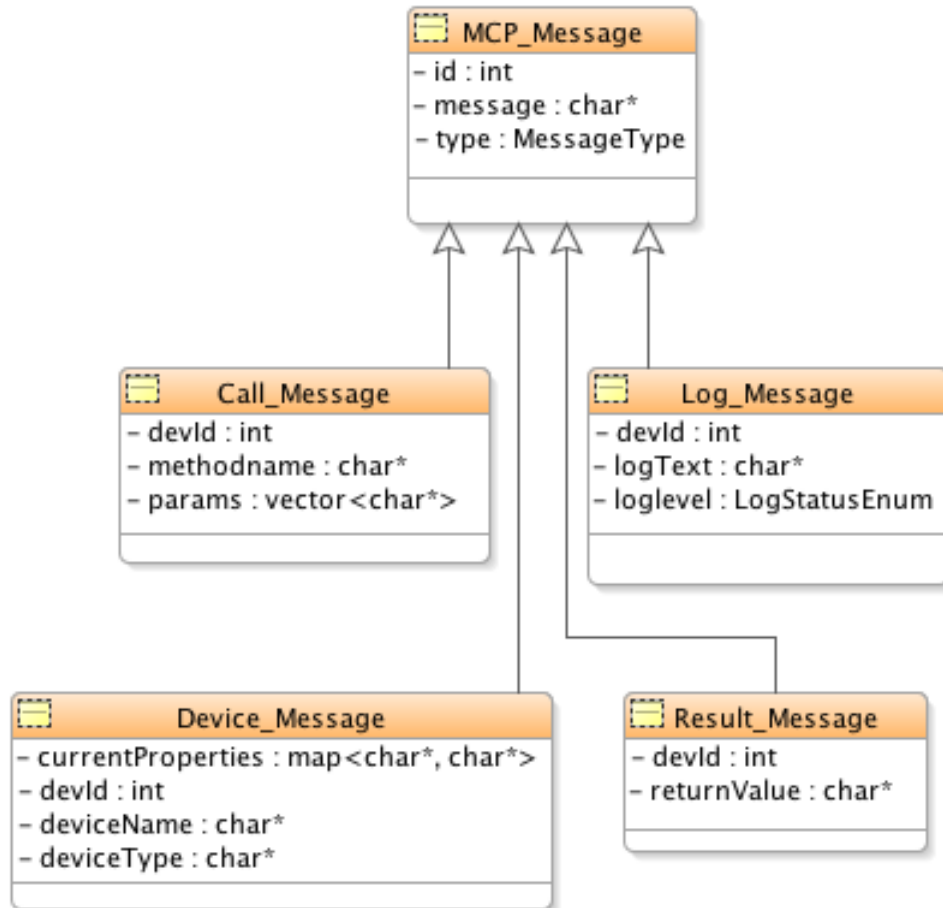 MCP_Message
– id : int
– message : char*
– type : MessageType
Call_Message
– devId : int
– methodname : char*
– params : vector<char*>
Log_Message
– devId : int
– logText : char*
– loglevel : LogStatusEnum
Device_Message
– currentProperties : map<char*, char*>
– devId : int
– deviceName : char*
– deviceType : char*
Result_Message
– devId : int
– returnValue : char*